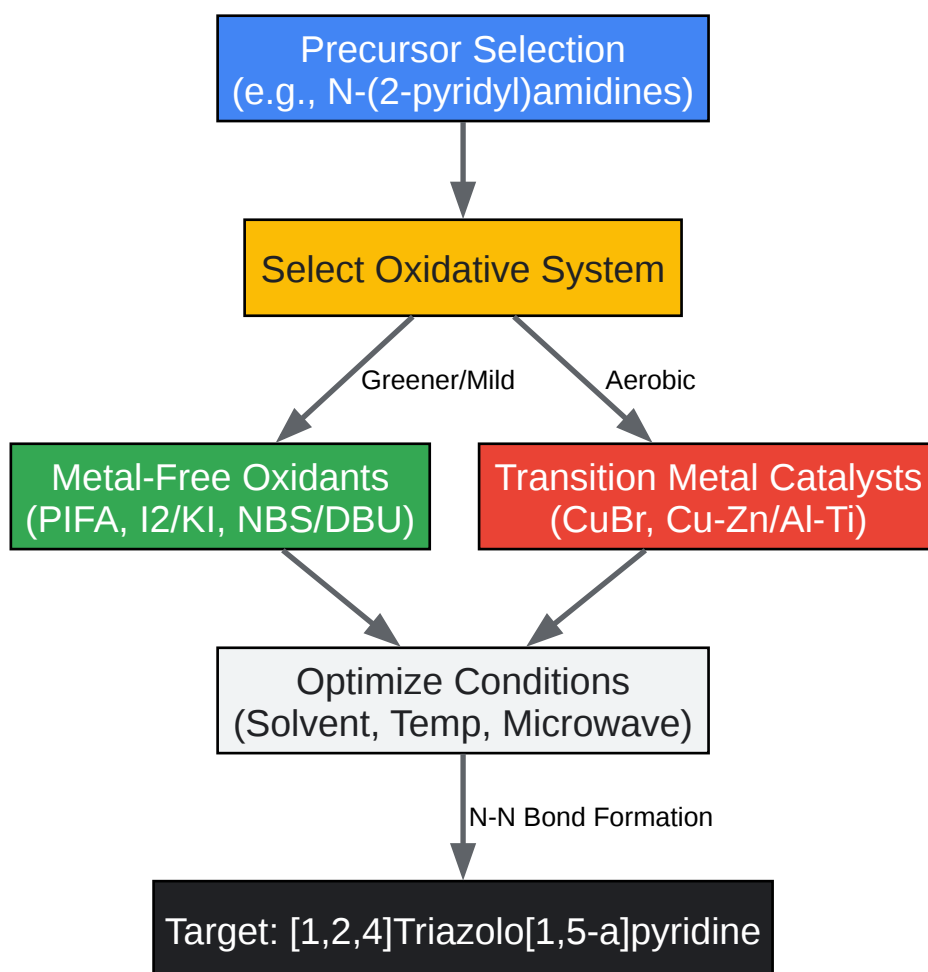 Precursor Selection
(e.g., N-(2-pyridyl)amidines)
Select Oxidative System
Greener/Mild
Aerobic
Metal-Free Oxidants
(PIFA, I2/KI, NBS/DBU)
Transition Metal Catalysts
(CuBr, Cu-Zn/Al-Ti)
Optimize Conditions
(Solvent, Temp, Microwave)
N-N Bond Formation
Target: [1,2,4]Triazolo[1,5-a]pyridine